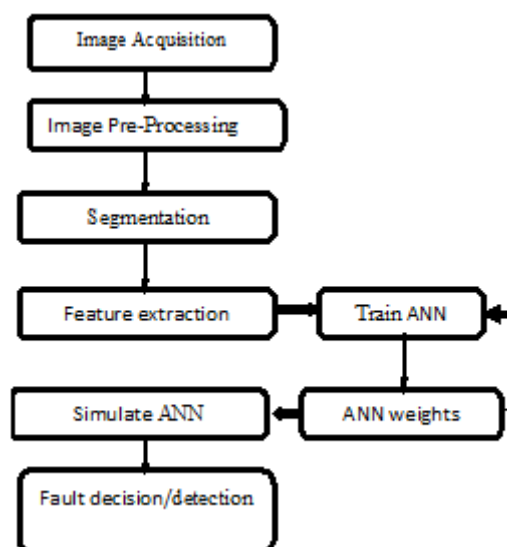 Image Acquisition
Image Pre-Processing
Segmentation
Feature extraction
Train ANN
Simulate ANN
ANN weights
Fault decision/detection